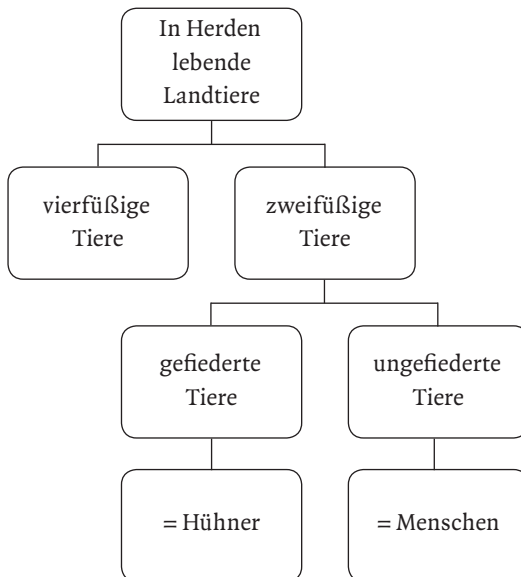 In Herden
lebende
Landtiere
vierfüßige
Tiere
zweifüßige
Tiere
gefiederte
Tiere
ungefiederte
Tiere
= Hühner
= Menschen